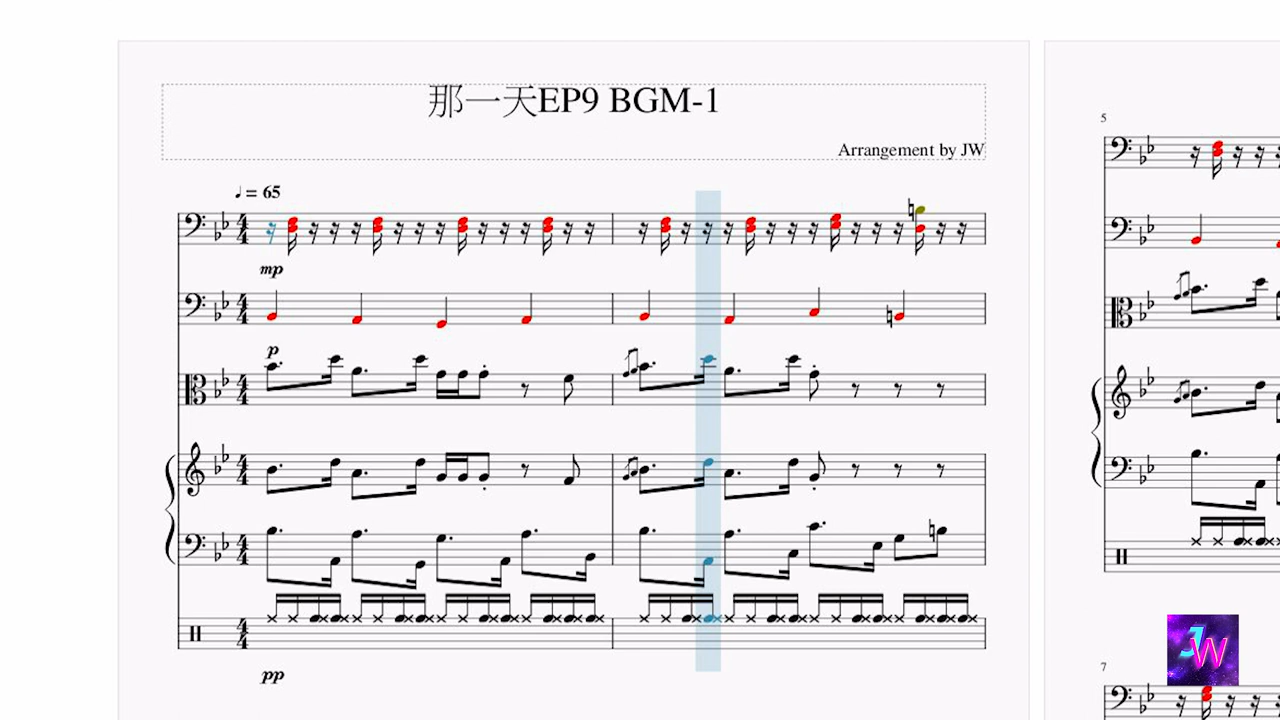 那一天EP9 BGM-1
Arrangement by JW
♩ = 65
mp
p
pp
5
7
JW